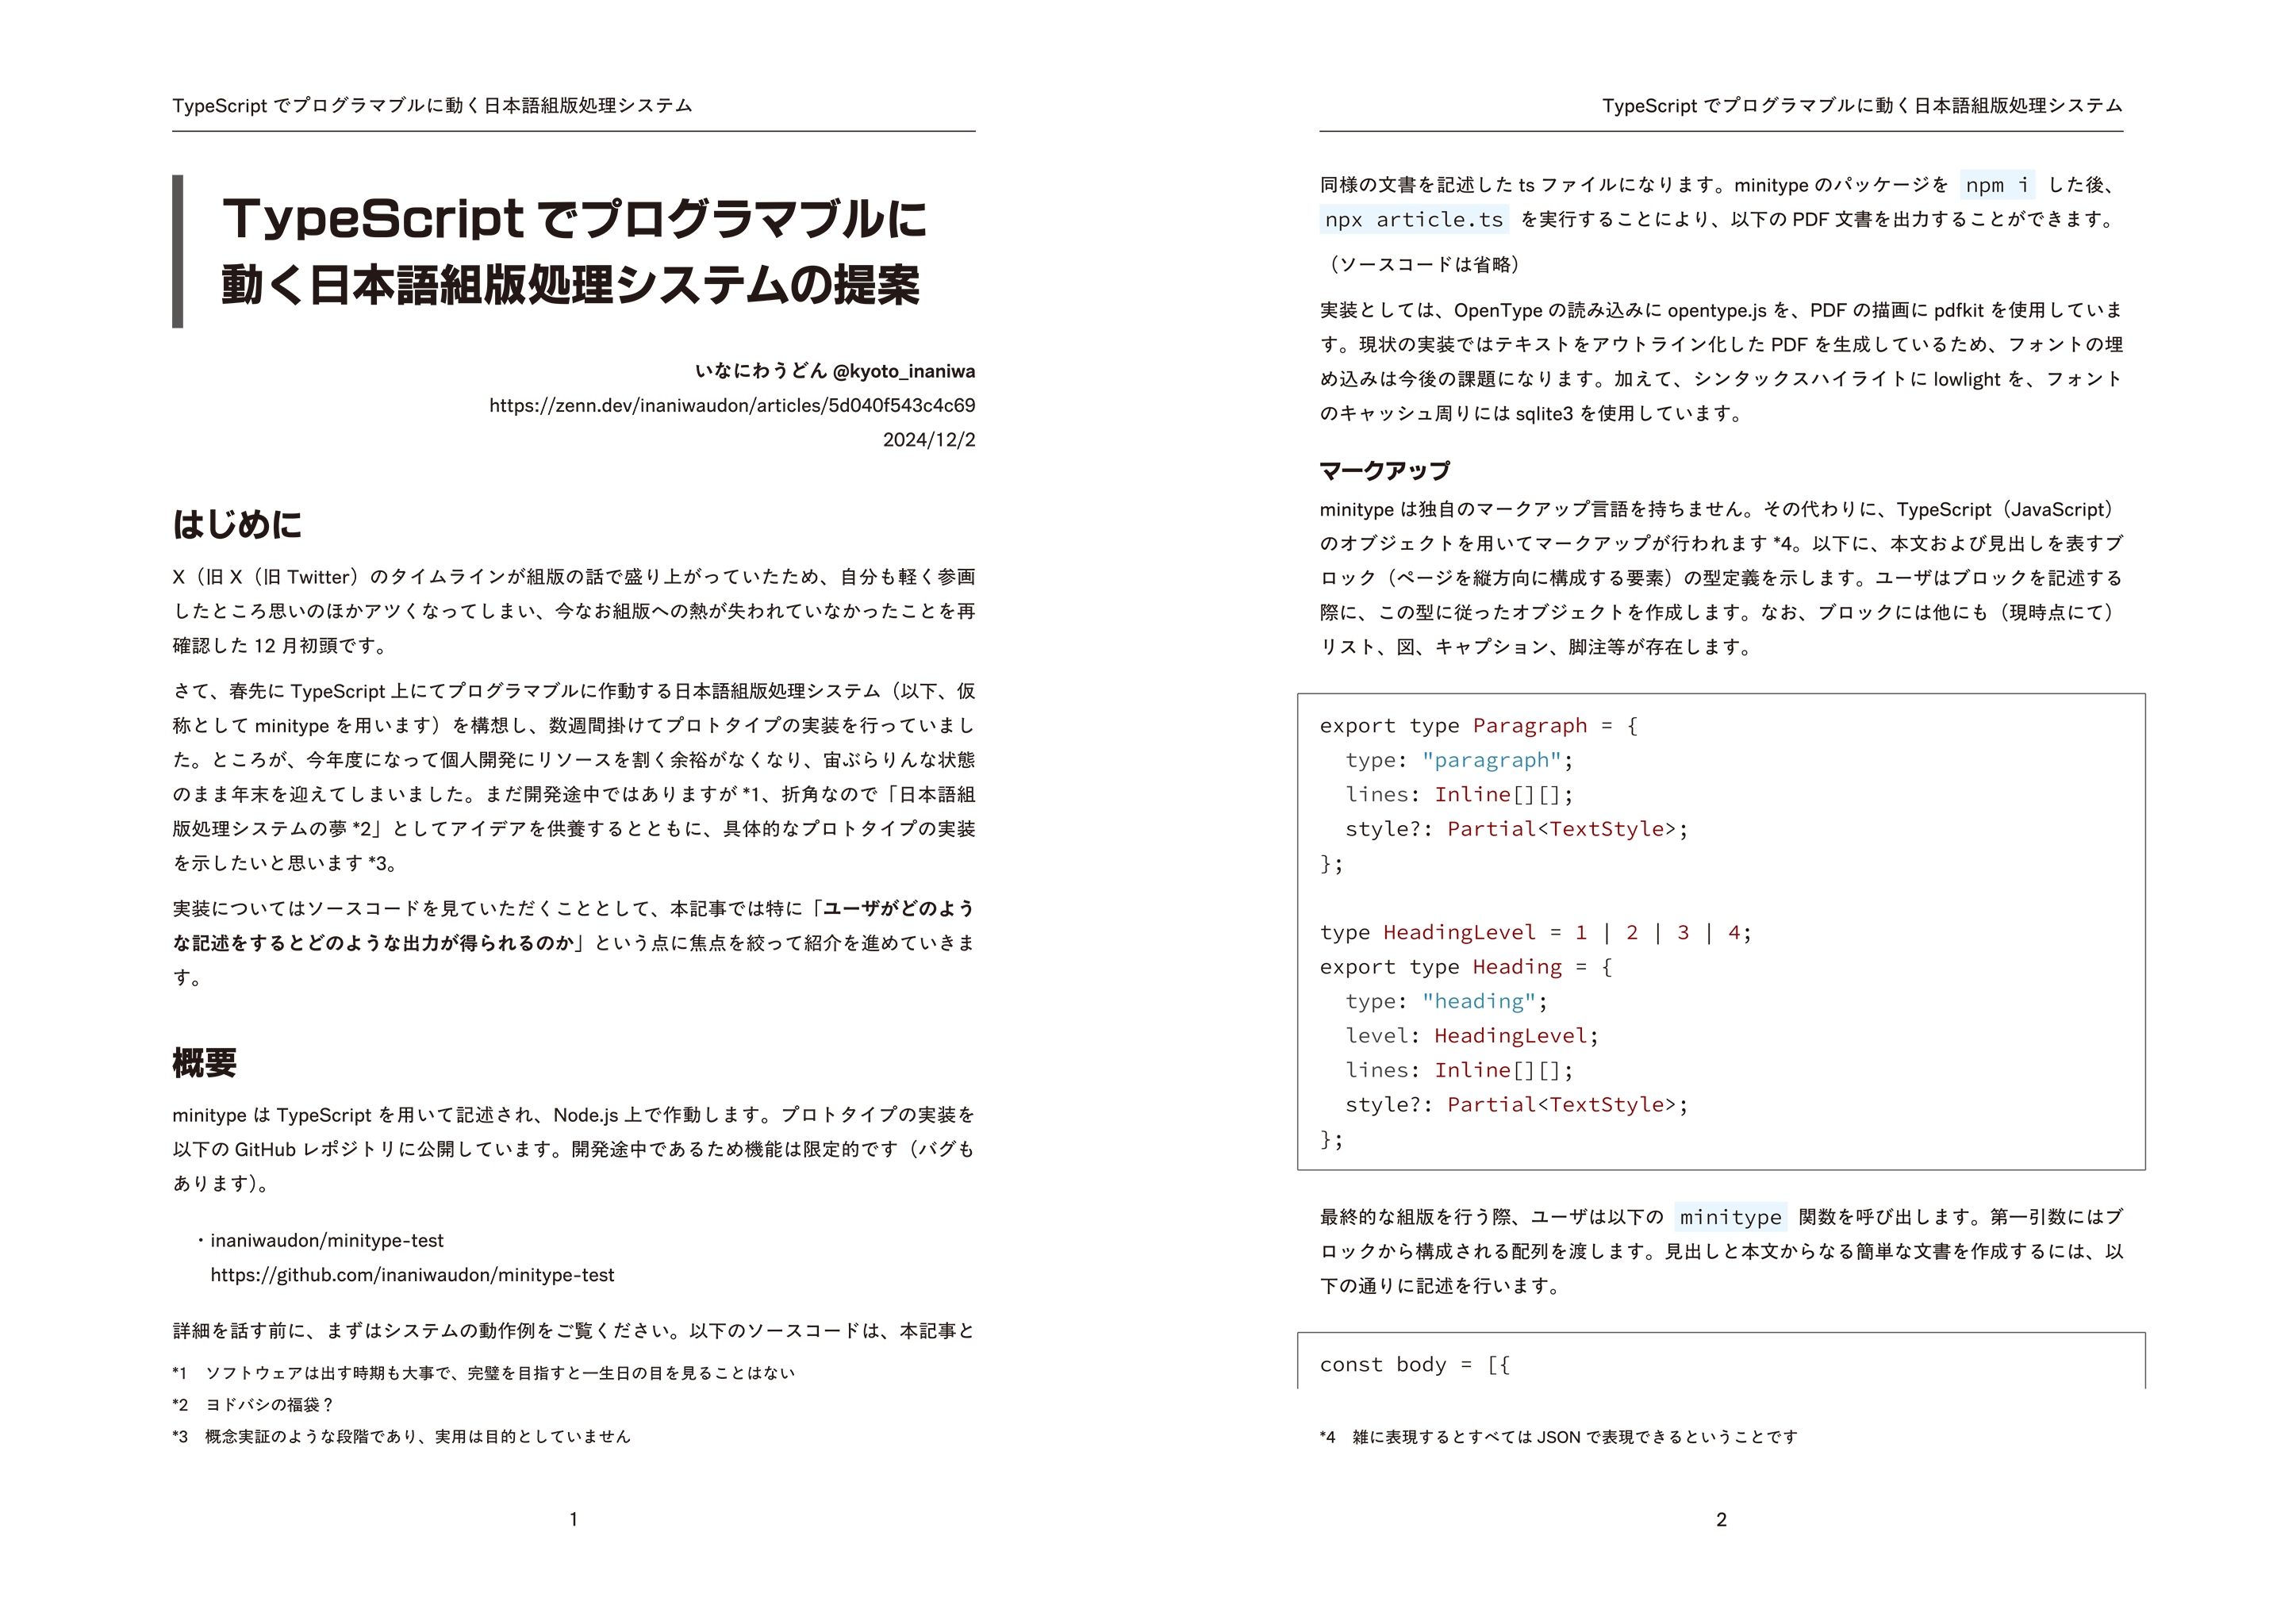 TypeScript でプログラマブルに動く日本語組版処理システム
TypeScript でプログラマブルに
動く日本語組版処理システムの提案
いなにわうどん @kyoto_inaniwa
https://zenn.dev/inaniwaudon/articles/5d040f543c4c69
2024/12/2
はじめに
X（旧 X（旧 Twitter）のタイムラインが組版の話で盛り上がっていたため、自分も軽く参画
したところ思いのほかアツくなってしまい、今なお組版への熱が失われていなかったことを再
確認した 12 月初頭です。
さて、春先に TypeScript 上にてプログラマブルに作動する日本語組版処理システム（以下、仮
称として minitype を用います）を構想し、数週間掛けてプロトタイプの実装を行っていまし
た。ところが、今年度になって個人開発にリソースを割く余裕がなくなり、宙ぶらりんな状態
のまま年末を迎えてしまいました。まだ開発途中ではありますが *1、折角なので「日本語組
版処理システムの夢 *2」としてアイデアを供養するとともに、具体的なプロトタイプの実装
を示したいと思います *3。
実装についてはソースコードを見ていただくこととして、本記事では特に「ユーザがどのよう
な記述をするとどのような出力が得られるのか」という点に焦点を絞って紹介を進めていきま
す。
概要
minitype は TypeScript を用いて記述され、Node.js 上で作動します。プロトタイプの実装を
以下の GitHub レポジトリに公開しています。開発途中であるため機能は限定的です（バグも
あります）。
・inaniwaudon/minitype-test
https://github.com/inaniwaudon/minitype-test
詳細を話す前に、まずはシステムの動作例をご覧ください。以下のソースコードは、本記事と
*1 ソフトウェアは出す時期も大事で、完璧を目指すと一生日の目を見ることはない
*2 ヨドバシの福袋？
*3 概念実証のような段階であり、実用は目的としていません
1
TypeScript でプログラマブルに動く日本語組版処理システム
同様の文書を記述した ts ファイルになります。minitype のパッケージを npm i した後、
npx article.ts を実行することにより、以下の PDF 文書を出力することができます。
（ソースコードは省略）
実装としては、OpenType の読み込みに opentype.js を、PDF の描画に pdfkit を使用していま
す。現状の実装ではテキストをアウトライン化した PDF を生成しているため、フォントの埋
め込みは今後の課題になります。加えて、シンタックスハイライトに lowlight を、フォント
のキャッシュ周りには sqlite3 を使用しています。
マークアップ
minitype は独自のマークアップ言語を持ちません。その代わりに、TypeScript（JavaScript）
のオブジェクトを用いてマークアップが行われます *4。以下に、本文および見出しを表すブ
ロック（ページを縦方向に構成する要素）の型定義を示します。ユーザはブロックを記述する
際に、この型に従ったオブジェクトを作成します。なお、ブロックには他にも（現時点にて）
リスト、図、キャプション、脚注等が存在します。
export type Paragraph = {
  type: "paragraph";
  lines: Inline[][];
  style?: Partial<TextStyle>;
};
type HeadingLevel = 1 | 2 | 3 | 4;
export type Heading = {
  type: "heading";
  level: HeadingLevel;
  lines: Inline[][];
  style?: Partial<TextStyle>;
};
最終的な組版を行う際、ユーザは以下の minitype 関数を呼び出します。第一引数にはブ
ロックから構成される配列を渡します。見出しと本文からなる簡単な文書を作成するには、以
下の通りに記述を行います。
const body = [{
*4 雑に表現するとすべては JSON で表現できるということです
2